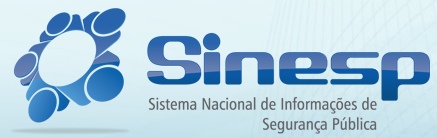 Sinesp
Sistema Nacional de Informações de
Segurança Pública